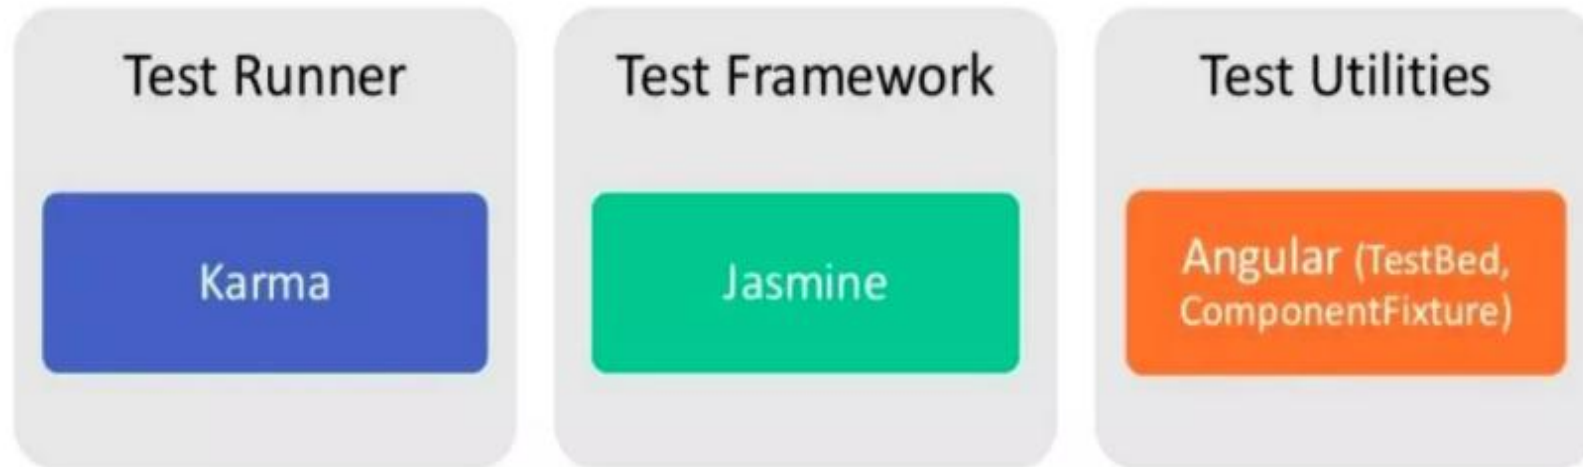 Test Runner
Karma
Test Framework
Jasmine
Test Utilities
Angular (TestBed,
ComponentFixture)